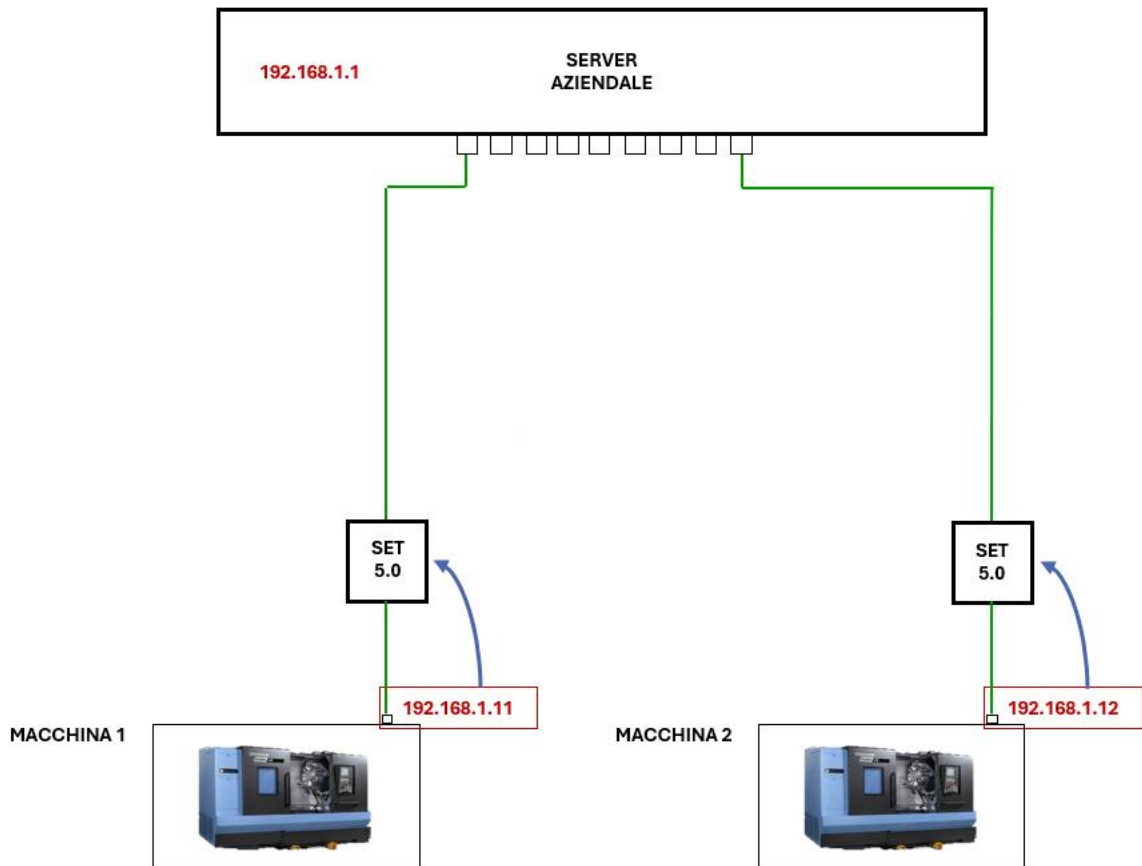 192.168.1.1
SERVER
AZIENDALE
SET
5.0
SET
5.0
192.168.1.11
192.168.1.12
MACCHINA 1
MACCHINA 2